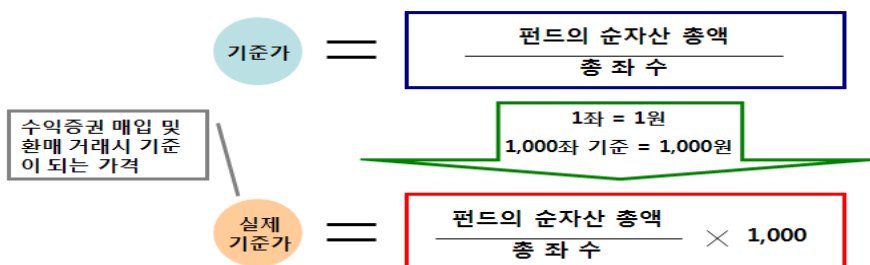 기준가
펀드의 순자산 총액
총 좌 수
수익증권 매입 및
환매 거래시 기준
이 되는 가격
1좌 = 1원
1,000좌 기준 = 1,000원
실제
기준가
펀드의 순자산 총액
총 좌 수
× 1,000